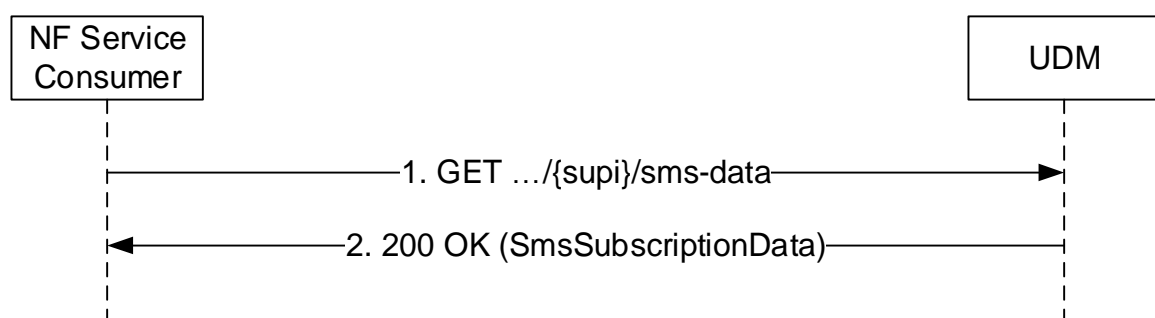 NF Service
Consumer
UDM
1. GET …/{supi}/sms-data
2. 200 OK (SmsSubscriptionData)